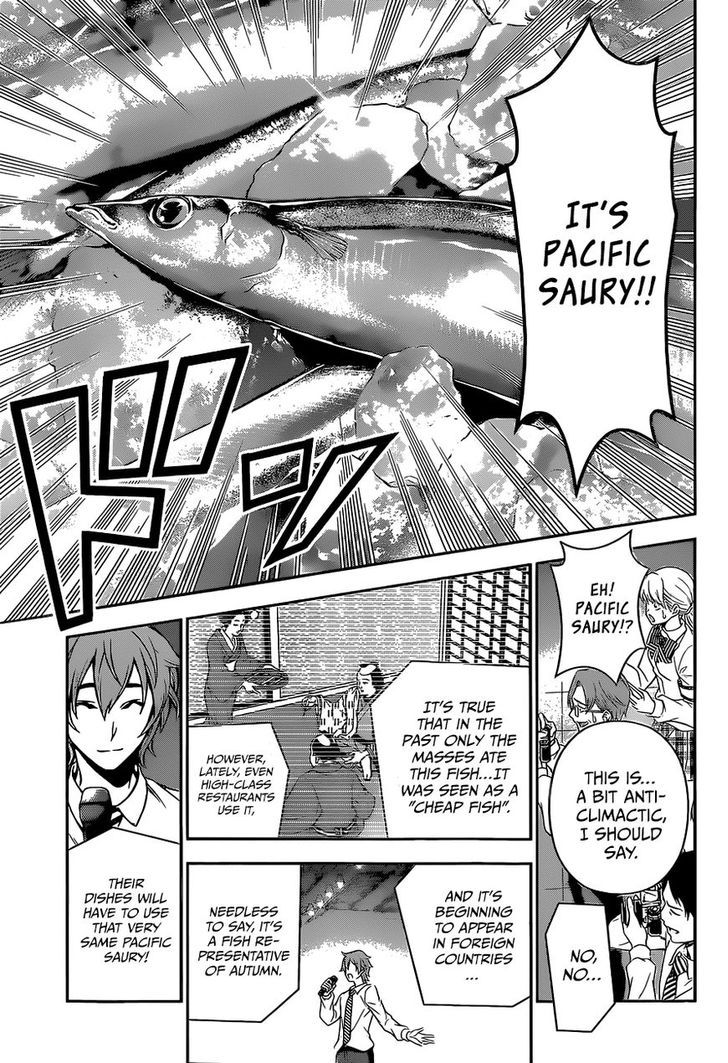 IT'S
PACIFIC
SAURY!!
ドドン
EH!
PACIFIC
SAURY!?
THIS IS...
A BIT ANTI-
CLIMACTIC,
I SHOULD
SAY.
NO,
NO...
IT'S TRUE
THAT IN THE
PAST ONLY THE
MASSES ATE
THIS FISH...IT
WAS SEEN AS A
"CHEAP FISH".
HOWEVER,
LATELY, EVEN
HIGH-CLASS
RESTAURANTS
USE IT,
AND IT'S
BEGINNING
TO APPEAR
IN FOREIGN
COUNTRIES
...
NEEDLESS
TO SAY, IT'S
A FISH RE-
PRESENTATIVE
OF AUTUMN.
THEIR
DISHES WILL
HAVE TO USE
THAT VERY
SAME PACIFIC
SAURY!